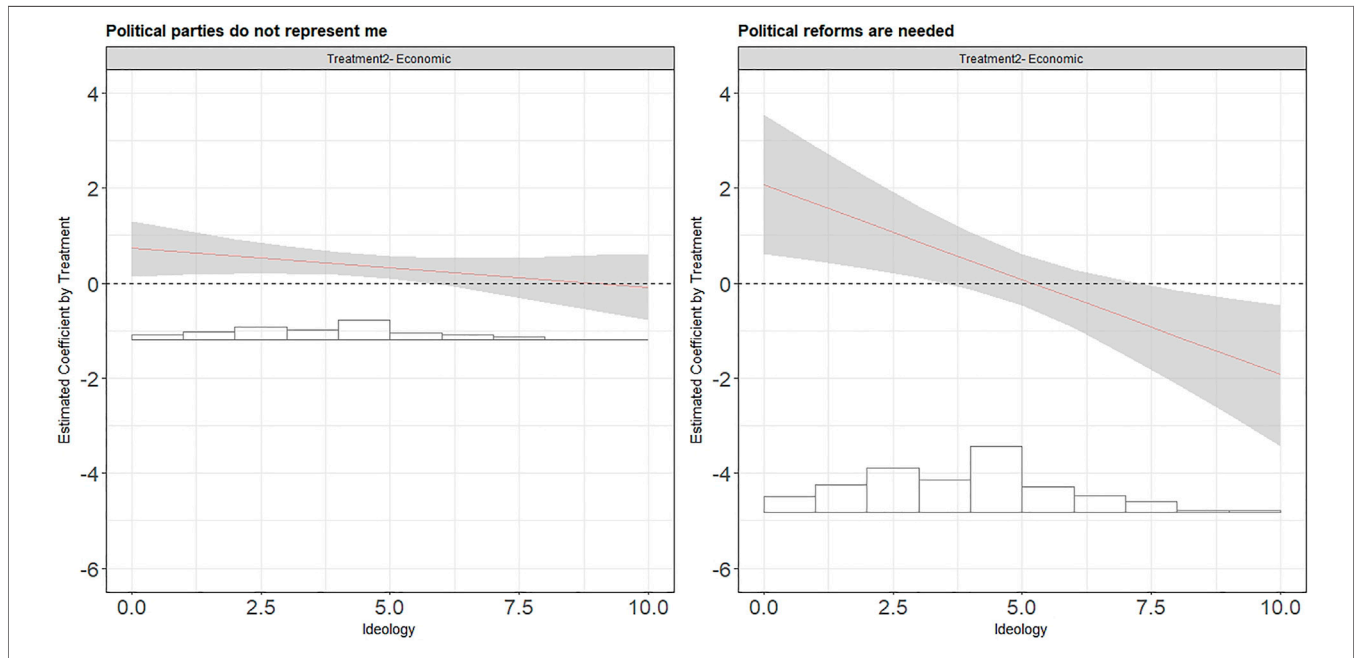 Political parties do not represent me
Treatment2- Economic
Estimated Coefficient by Treatment
4
2
0
-2
-4
-6
0.0 2.5 5.0 7.5 10.0
Ideology
Political reforms are needed
Treatment2- Economic
Estimated Coefficient by Treatment
4
2
0
-2
-4
-6
0.0 2.5 5.0 7.5 10.0
Ideology